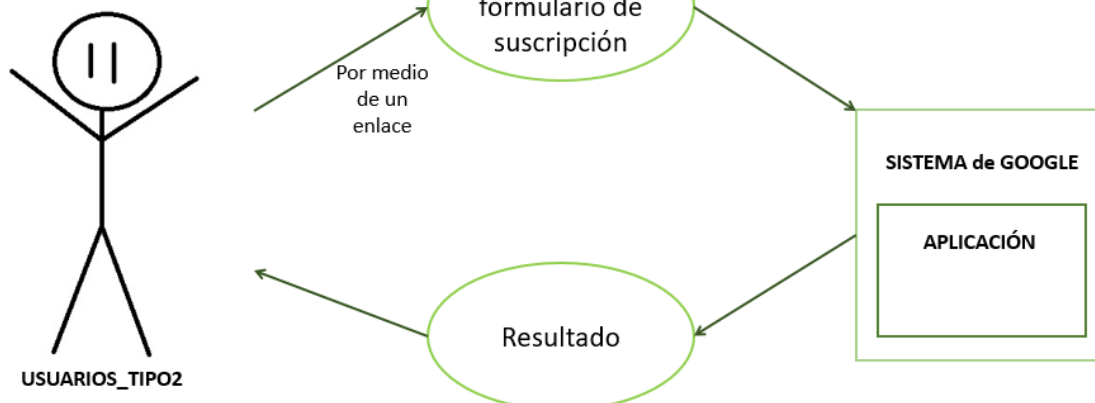 formulario de
suscripción
Por medio
de un
enlace
SISTEMA de GOOGLE
APLICACIÓN
Resultado
USUARIOS_TIPO2